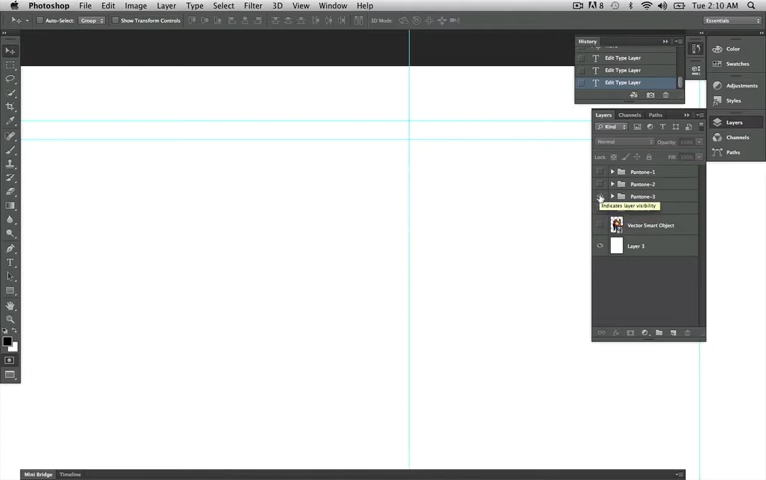 Photoshop File Edit Image Layer Type Select Filter 3D View Window Help
8 Tue 2:10 AM
Auto-Select: Group Show Transform Controls 3D Mode: Essentials
History
Edit Type Layer
Edit Type Layer
Edit Type Layer
Color
Swatches
Adjustments
Styles
Layers
Channels
Paths
Layers Channels Paths
Kind
Normal Opacity:
Lock: Fill:
Pantone-1
Pantone-2
Pantone-3
Indicates layer visibility
Vector Smart Object
Layer 3
Mini Bridge Timeline